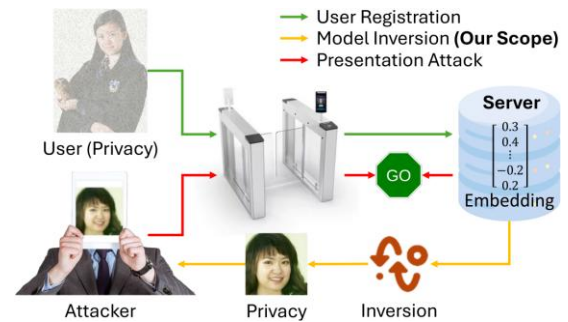 User Registration
Model Inversion (Our Scope)
Presentation Attack
User (Privacy)
Server
0.3
0.4
⋮
−0.2
0.2
Embedding
GO
Attacker
Privacy
Inversion